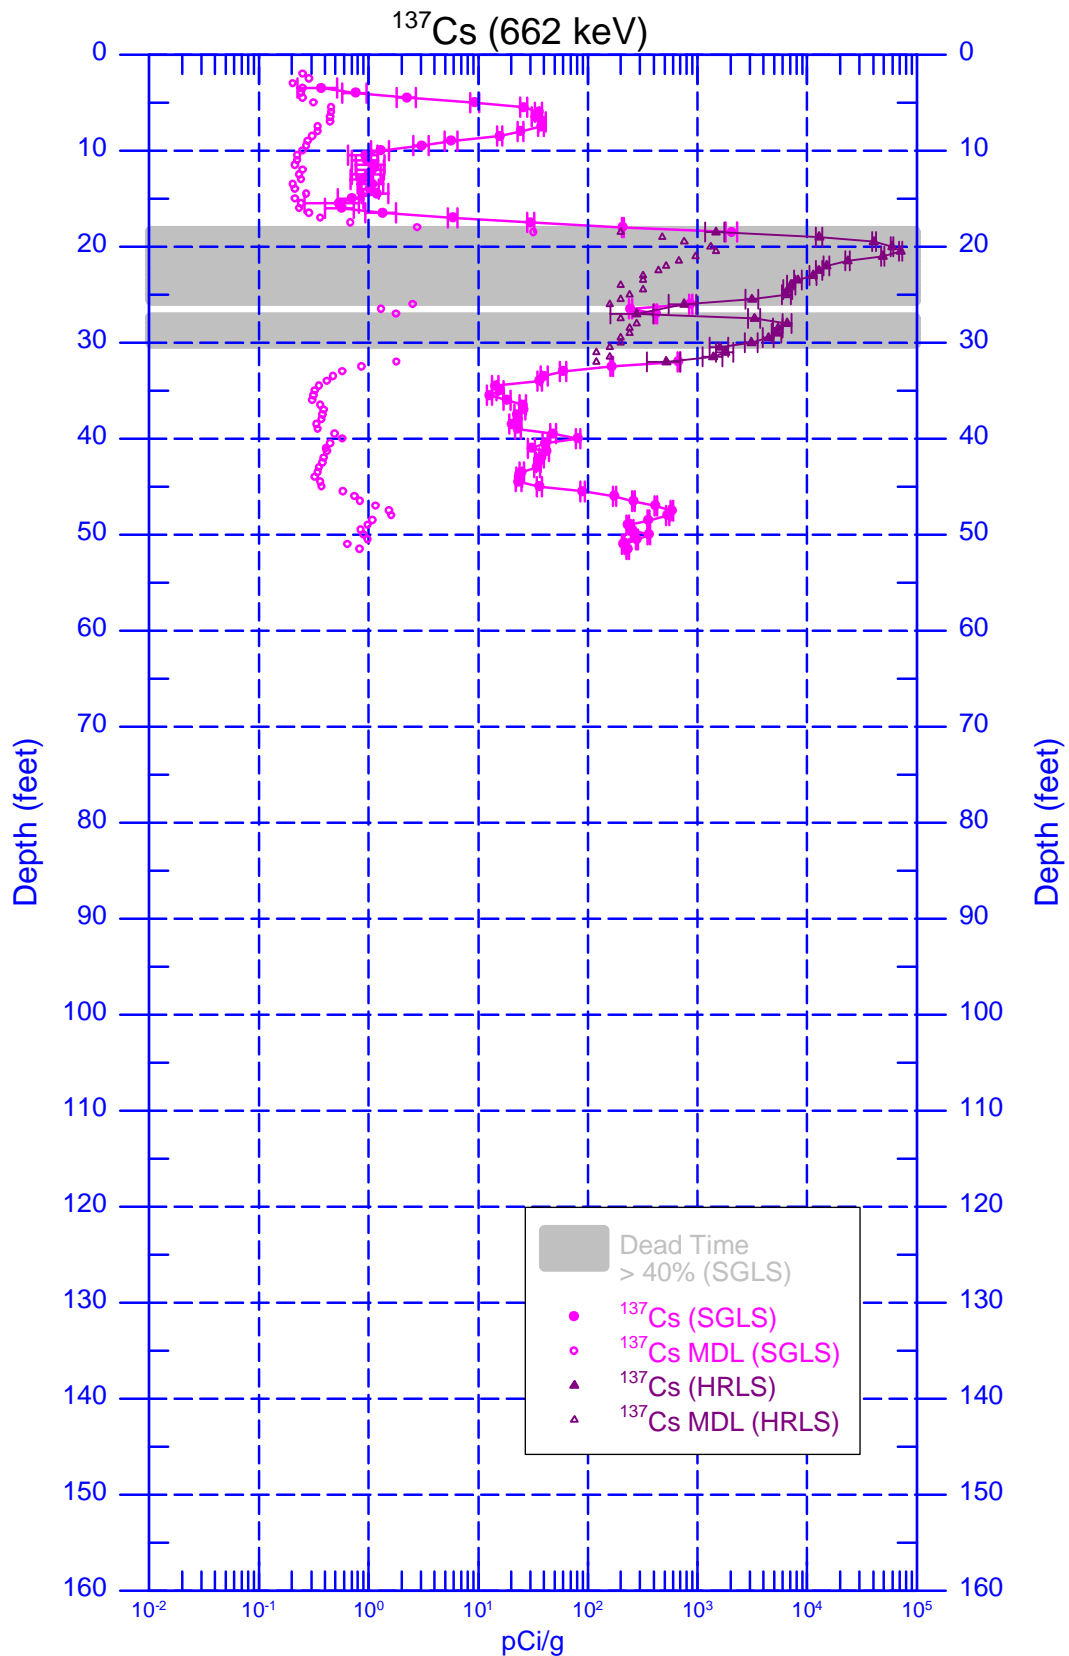 ¹³⁷Cs (662 keV)
0 0
10 10
20 20
30 30
40 40
50 50
60 60
70 70
80 80
90 90
100 100
110 110
120 120
130 130
140 140
150 150
160 160
Depth (feet)
Depth (feet)
Dead Time
> 40% (SGLS)
¹³⁷Cs (SGLS)
¹³⁷Cs MDL (SGLS)
¹³⁷Cs (HRLS)
¹³⁷Cs MDL (HRLS)
10⁻² 10⁻¹ 10⁰ 10¹ 10² 10³ 10⁴ 10⁵
pCi/g